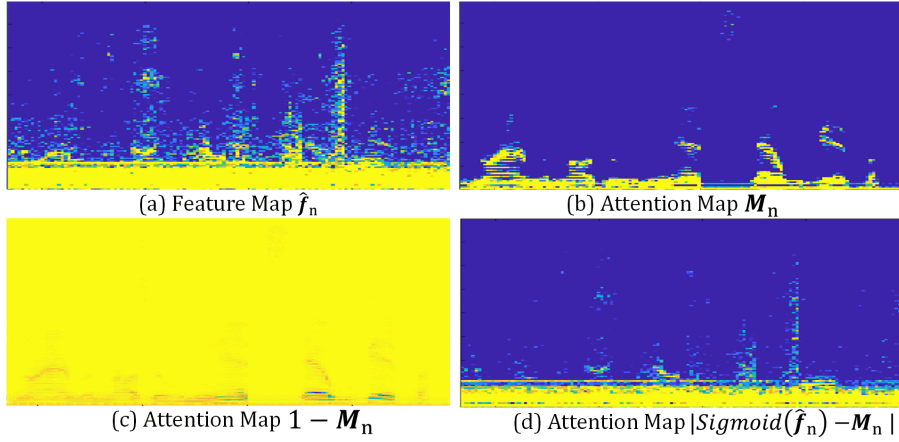 (a) Feature Map f̂n
(b) Attention Map Mn
(c) Attention Map 1 − Mn
(d) Attention Map |Sigmoid(f̂n) −Mn |